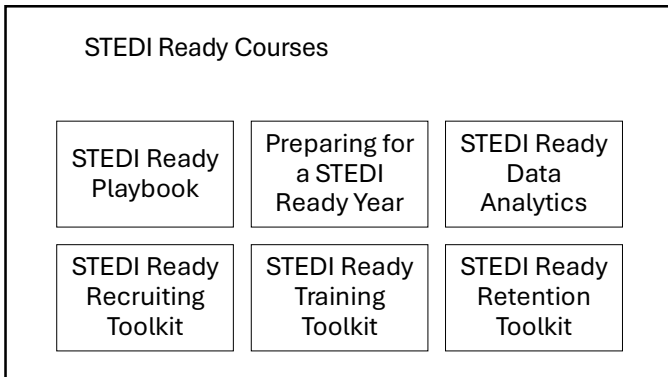 STEDI Ready Courses
STEDI Ready
Playbook
Preparing for
a STEDI
Ready Year
STEDI Ready
Data
Analytics
STEDI Ready
Recruiting
Toolkit
STEDI Ready
Training
Toolkit
STEDI Ready
Retention
Toolkit